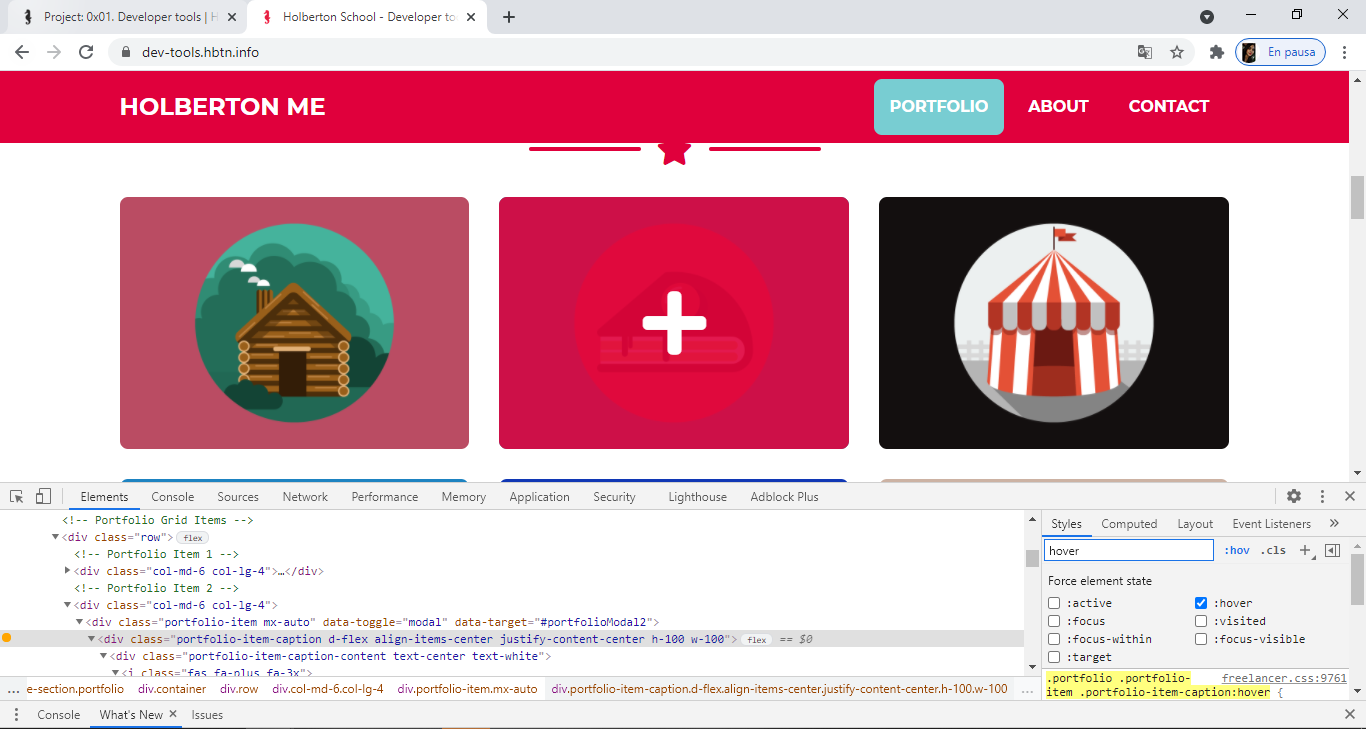 Project: 0x01. Developer tools | H
Holberton School - Developer to
dev-tools.hbtn.info
En pausa
HOLBERTON ME
PORTFOLIO
ABOUT
CONTACT
Elements
Console
Sources
Network
Performance
Memory
Application
Security
Lighthouse
Adblock Plus
<!-- Portfolio Grid Items -->
<div class="row"> flex
<!-- Portfolio Item 1 -->
<div class="col-md-6 col-lg-4">…</div>
<!-- Portfolio Item 2 -->
<div class="col-md-6 col-lg-4">
<div class="portfolio-item mx-auto" data-toggle="modal" data-target="#portfolioModal2">
<div class="portfolio-item-caption d-flex align-items-center justify-content-center h-100 w-100"> flex == $0
<div class="portfolio-item-caption-content text-center text-white">
<i class="fas fa-plus fa-3x">
... e-section.portfolio div.container div.row div.col-md-6.col-lg-4 div.portfolio-item.mx-auto div.portfolio-item-caption.d-flex.align-items-center.justify-content-center.h-100.w-100 ...
Styles
Computed
Layout
Event Listeners
»
hover
:hov
.cls
Force element state
:active
:hover
:focus
:visited
:focus-within
:focus-visible
:target
.portfolio .portfolio-
freelancer.css:9761
item .portfolio-item-caption:hover {
Console
What's New
Issues